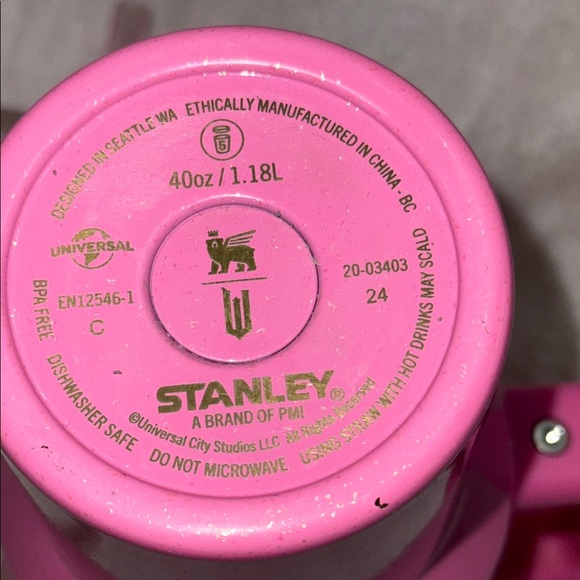 DESIGNED IN SEATTLE WA ETHICALLY MANUFACTURED IN CHINA - BC
5
40oz / 1.18L
UNIVERSAL
EN12546-1
C
20-03403
24
STANLEY®
A BRAND OF PMI
©Universal City Studios LLC All Rights Reserved
BPA FREE DISHWASHER SAFE DO NOT MICROWAVE USING STRAW WITH HOT DRINKS MAY SCALD